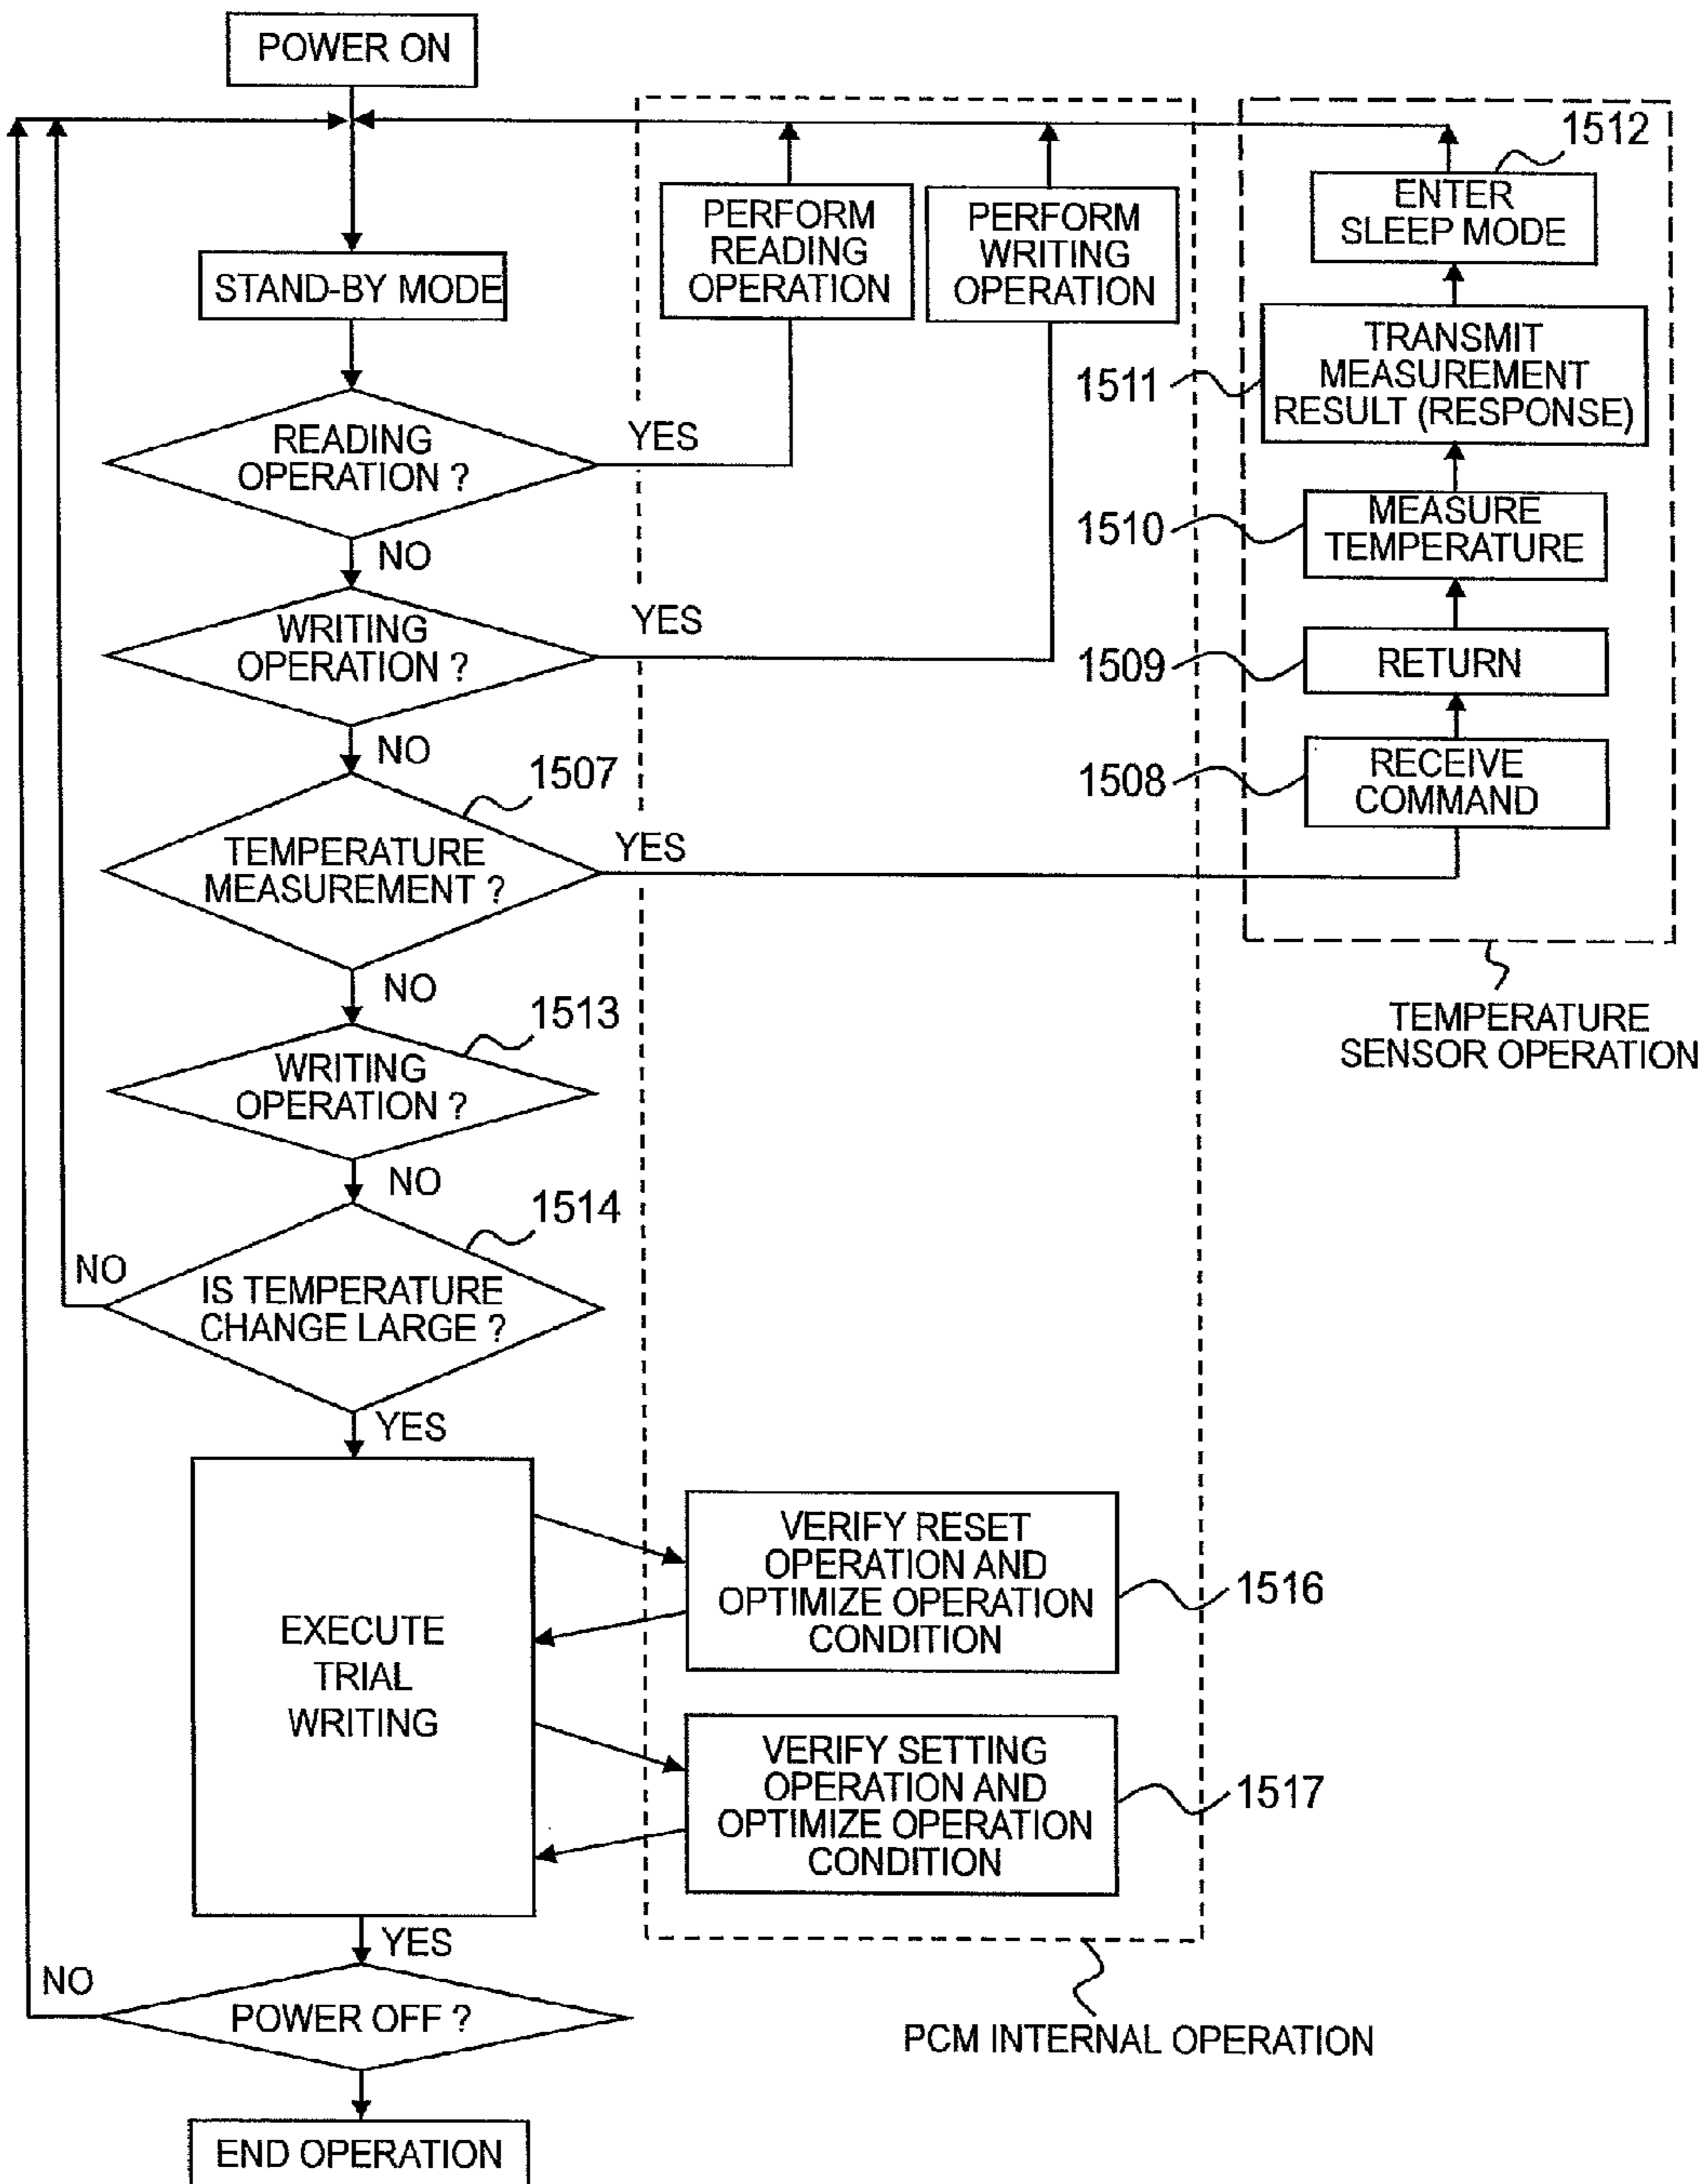 POWER ON
STAND-BY MODE
READING
OPERATION ?
YES
NO
WRITING
OPERATION ?
YES
NO
1507
TEMPERATURE
MEASUREMENT ?
YES
NO
1513
WRITING
OPERATION ?
NO
1514
IS TEMPERATURE
CHANGE LARGE ?
NO
YES
EXECUTE
TRIAL
WRITING
YES
POWER OFF ?
NO
END OPERATION
PERFORM
READING
OPERATION
PERFORM
WRITING
OPERATION
VERIFY RESET
OPERATION AND
OPTIMIZE OPERATION
CONDITION
1516
VERIFY SETTING
OPERATION AND
OPTIMIZE OPERATION
CONDITION
1517
PCM INTERNAL OPERATION
1512
ENTER
SLEEP MODE
1511
TRANSMIT
MEASUREMENT
RESULT (RESPONSE)
1510
MEASURE
TEMPERATURE
1509
RETURN
1508
RECEIVE
COMMAND
TEMPERATURE
SENSOR OPERATION